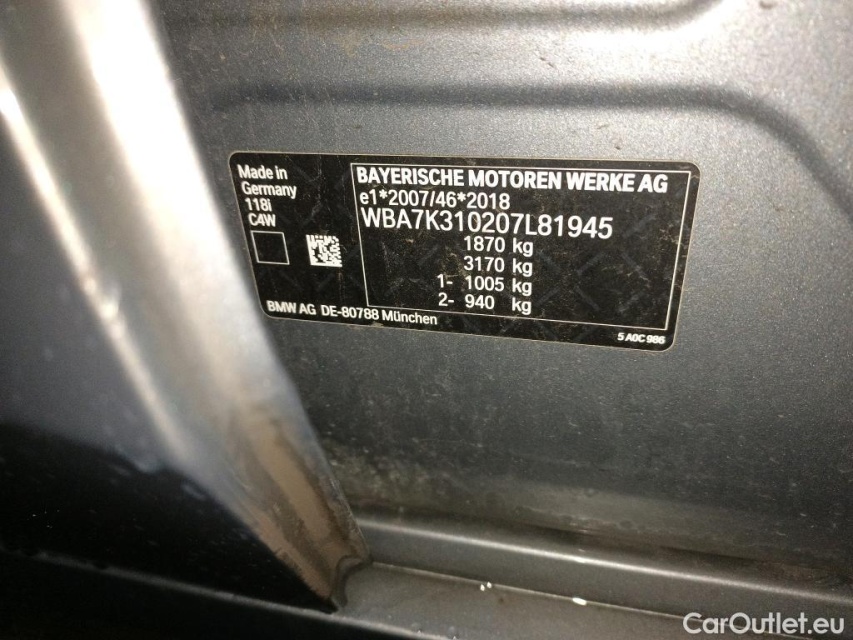 Made in
Germany
118i
C4W
BAYERISCHE MOTOREN WERKE AG
e1*2007/46*2018
WBA7K310207L81945
1870 kg
3170 kg
1- 1005 kg
2- 940 kg
BMW AG DE-80788 München
5 A0C 986
CarOutlet.eu